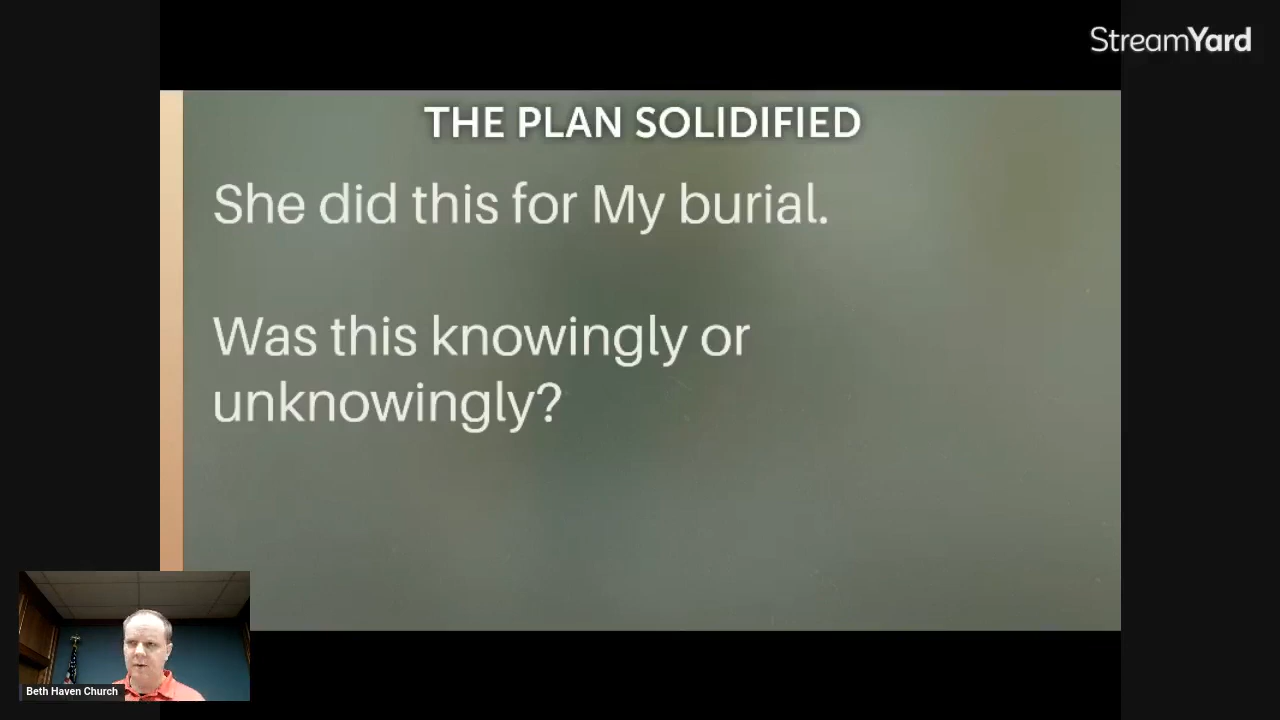 StreamYard
THE PLAN SOLIDIFIED
She did this for My burial.
Was this knowingly or
unknowingly?
Beth Haven Church